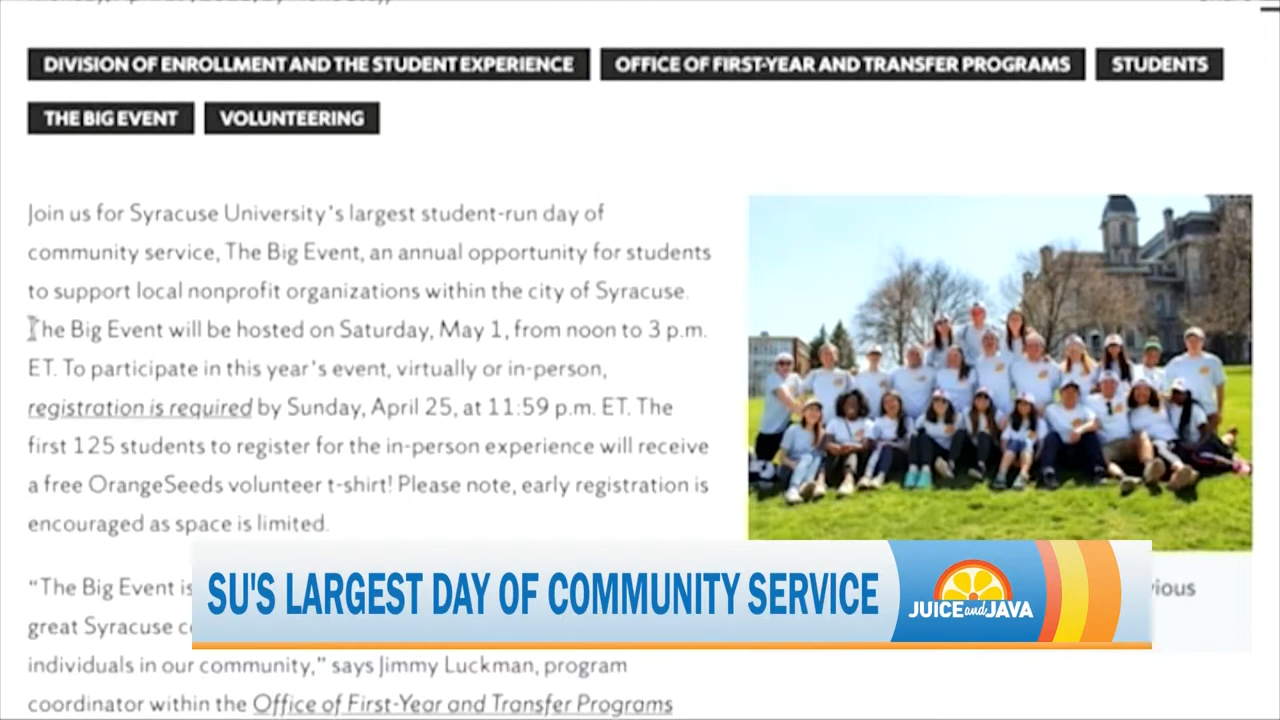 DIVISION OF ENROLLMENT AND THE STUDENT EXPERIENCE
OFFICE OF FIRST-YEAR AND TRANSFER PROGRAMS
STUDENTS
THE BIG EVENT
VOLUNTEERING
Join us for Syracuse University's largest student-run day of
community service, The Big Event, an annual opportunity for students
to support local nonprofit organizations within the city of Syracuse.
The Big Event will be hosted on Saturday, May 1, from noon to 3 p.m.
ET. To participate in this year's event, virtually or in-person,
registration is required by Sunday, April 25, at 11:59 p.m. ET. The
first 125 students to register for the in-person experience will receive
a free OrangeSeeds volunteer t-shirt! Please note, early registration is
encouraged as space is limited.
"The Big Event is
great Syracuse
individuals in our community," says Jimmy Luckman, program
coordinator within the Office of First-Year and Transfer Programs
SU'S LARGEST DAY OF COMMUNITY SERVICE
JUICE and JAVA